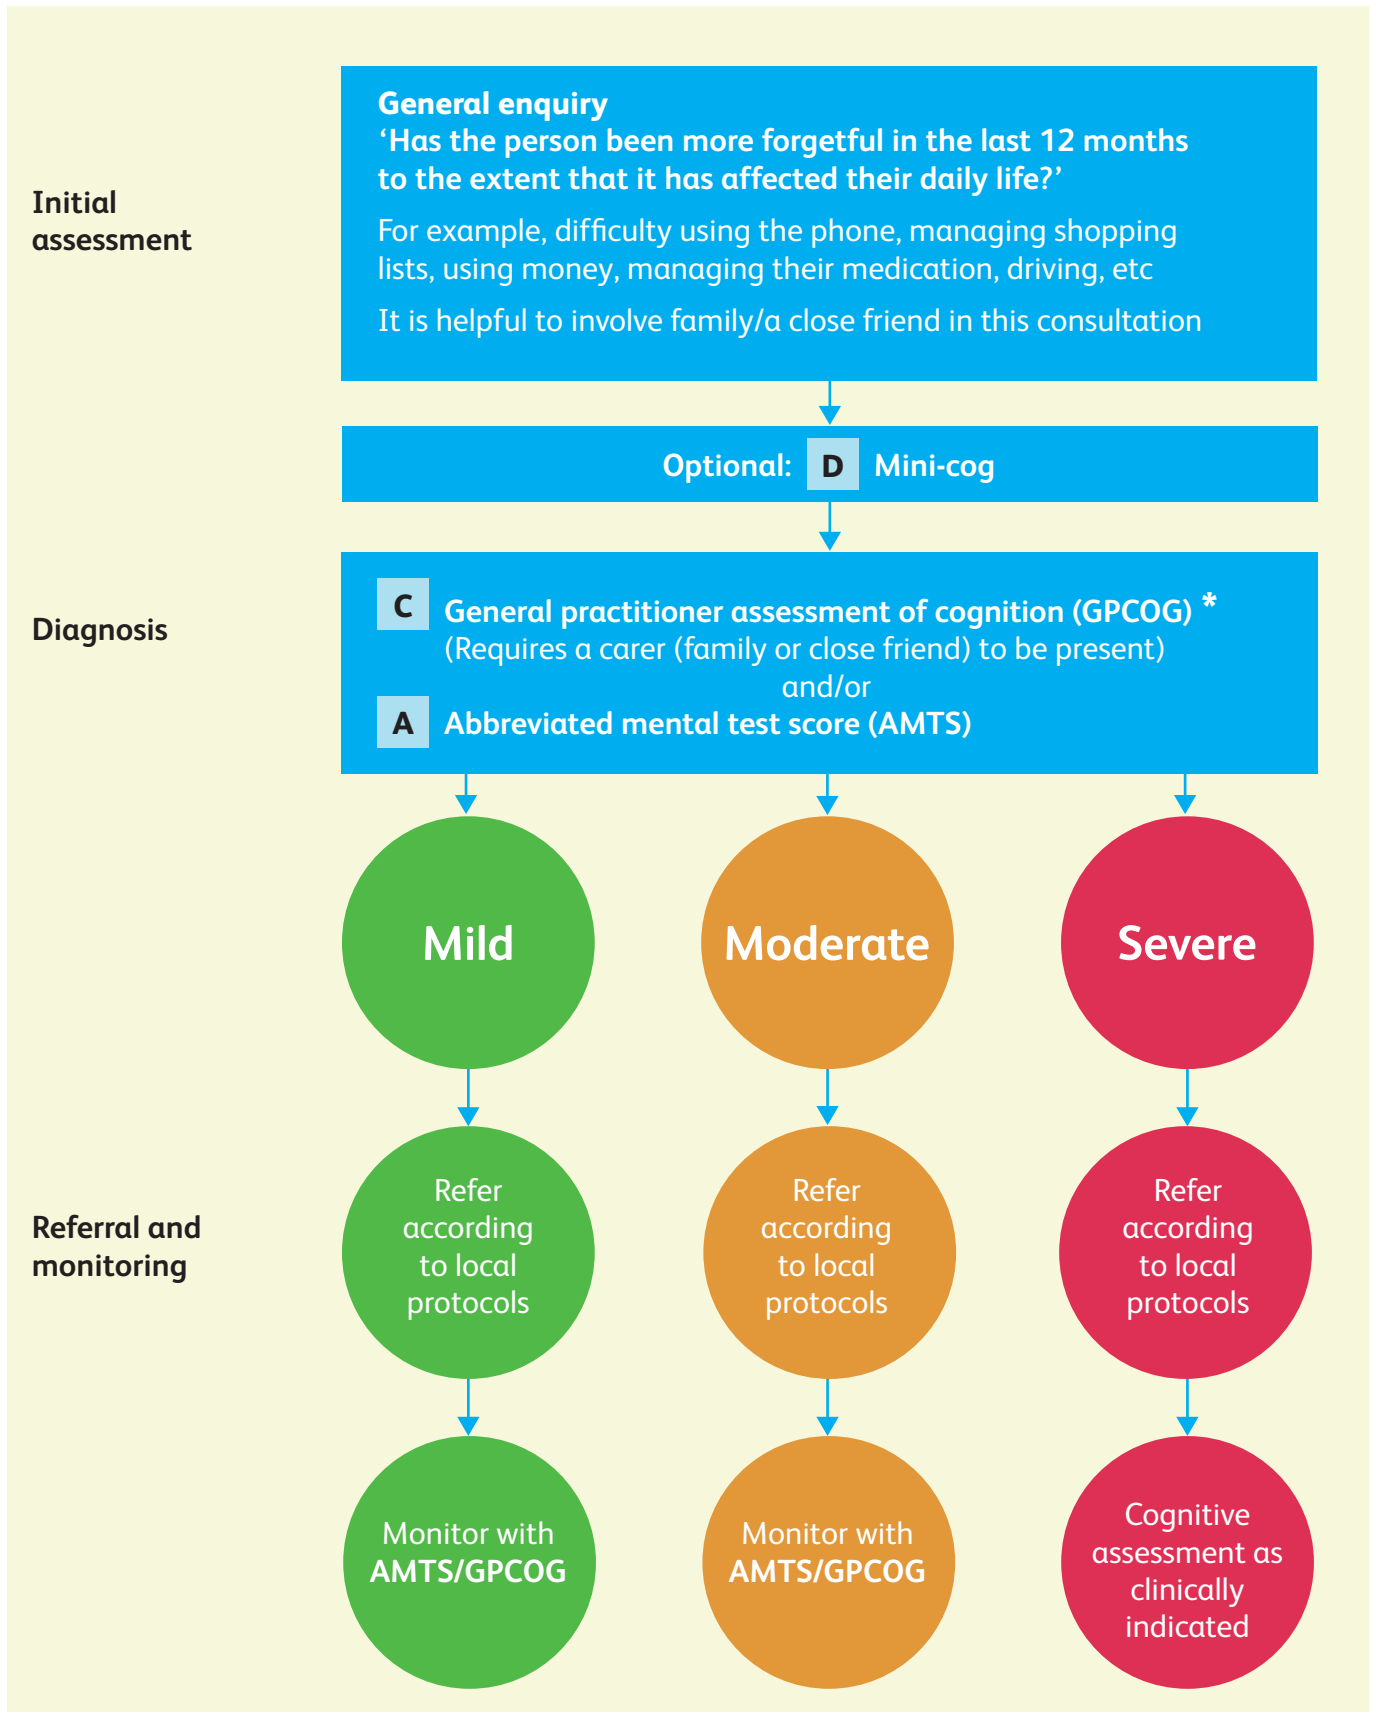 Initial
assessment
General enquiry
‘Has the person been more forgetful in the last 12 months
to the extent that it has affected their daily life?’
For example, difficulty using the phone, managing shopping
lists, using money, managing their medication, driving, etc
It is helpful to involve family/a close friend in this consultation
Optional: D Mini-cog
Diagnosis
C General practitioner assessment of cognition (GPCOG) *
(Requires a carer (family or close friend) to be present)
and/or
A Abbreviated mental test score (AMTS)
Mild
Moderate
Severe
Referral and
monitoring
Refer
according
to local
protocols
Refer
according
to local
protocols
Refer
according
to local
protocols
Monitor with
AMTS/GPCOG
Monitor with
AMTS/GPCOG
Cognitive
assessment as
clinically
indicated